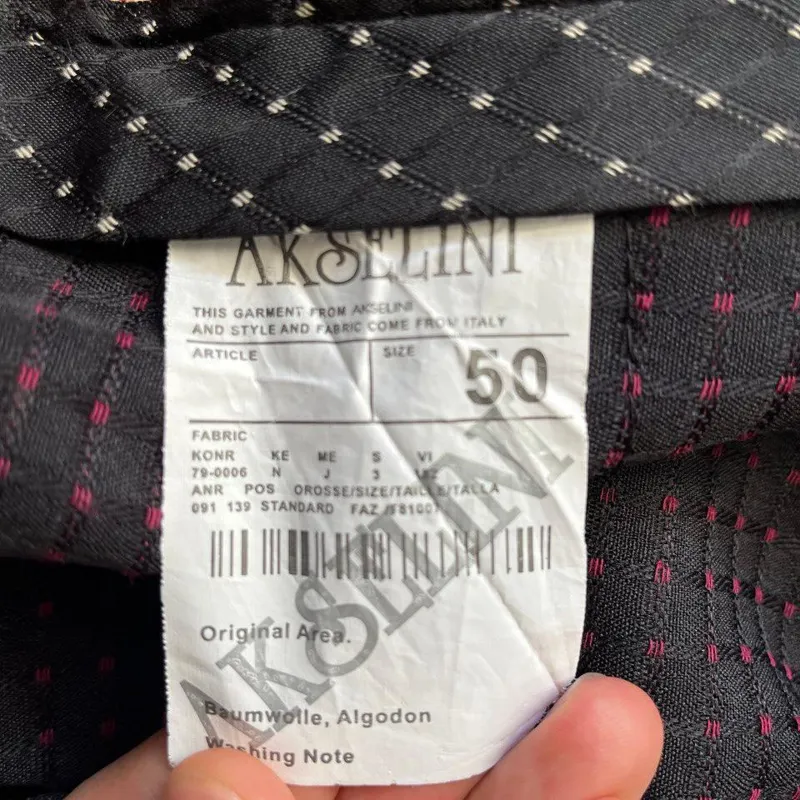 AKSELINI
THIS GARMENT FROM AKSELINI
AND STYLE AND FABRIC COME FROM ITALY
ARTICLE SIZE 50
FABRIC
KONR KE ME S VI
79-0006 N J 3
ANR POS OROSSE/SIZE/TAILLE/TALLA
091 139 STANDARD FAZ
AKSELINI
Original Area.
Baumwolle, Algodon
Washing Note